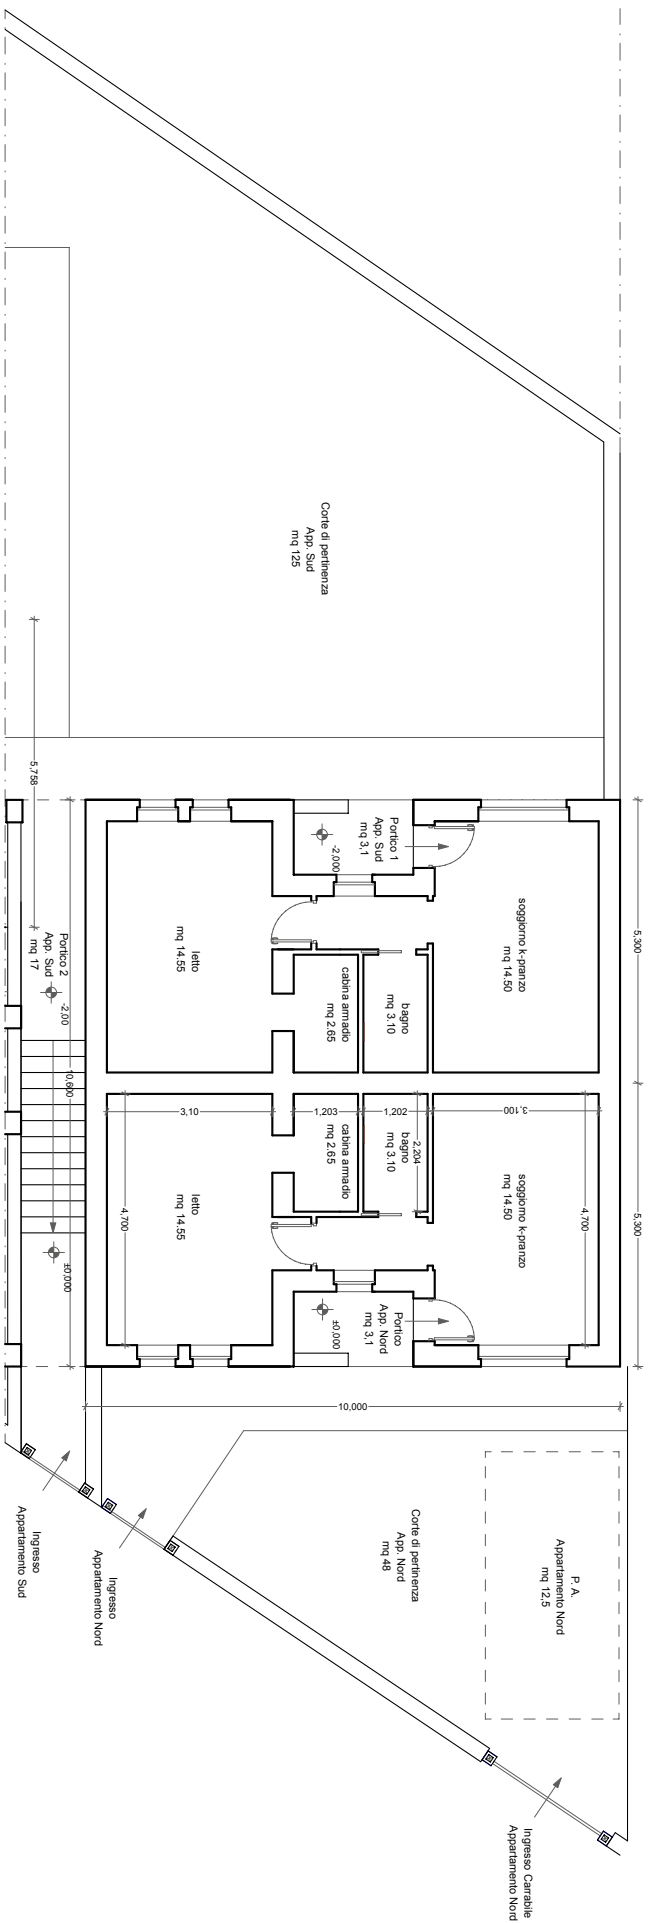 Corte di pertinenza
App. Sud
mq 125
5,758
5,300
Portico 1
App. Sud
mq 3,1
-2,000
soggiorno k-pranzo
mq 14.50
letto
mq 14.55
cabina armadio
mq 2.65
bagno
mq 3.10
Portico 2
App. Sud
mq 17
-2,00
10,600
3,10
1,203
1,202
2,204
3,100
bagno
mq 3.10
cabina armadio
mq 2.65
soggiorno k-pranzo
mq 14.50
letto
mq 14.55
4,700
4,700
5,300
±0,000
Portico
App. Nord
mq 3,1
±0,000
10,000
Corte di pertinenza
App. Nord
mq 48
P. A.
Appartamento Nord
mq 12,5
Ingresso
Appartamento Sud
Ingresso
Appartamento Nord
Ingresso Carrabile
Appartamento Nord